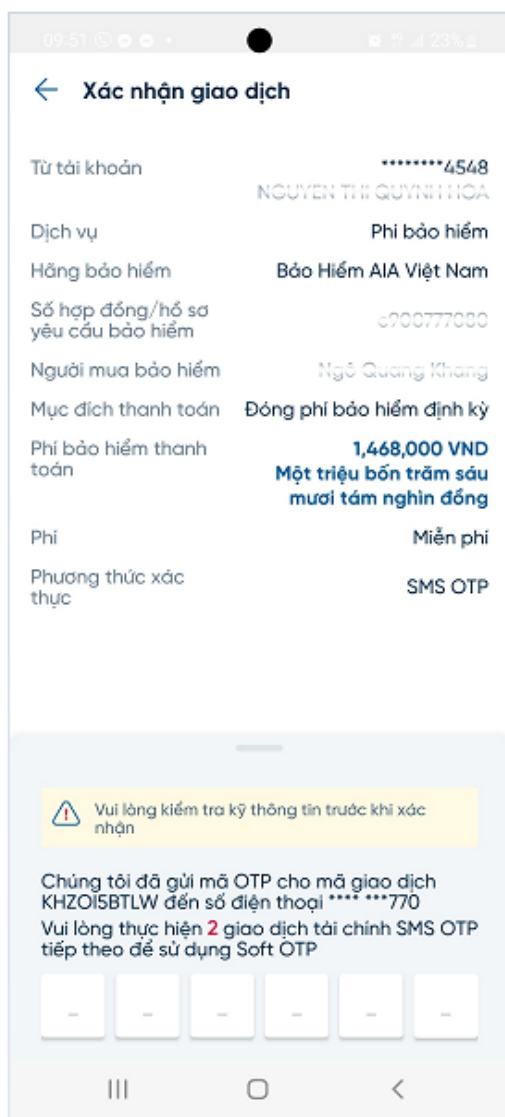 09:51
23%
Xác nhận giao dịch
Từ tài khoản ********4548
NGUYEN THI QUYNH HOA
Dịch vụ Phí bảo hiểm
Hãng bảo hiểm Bảo Hiểm AIA Việt Nam
Số hợp đồng/hồ sơ
yêu cầu bảo hiểm
Người mua bảo hiểm Ngô Quang Khang
Mục đích thanh toán Đóng phí bảo hiểm định kỳ
Phí bảo hiểm thanh toán 1,468,000 VND
Một triệu bốn trăm sáu
mươi tám nghìn đồng
Phí Miễn phí
Phương thức xác
thực SMS OTP
Vui lòng kiểm tra kỹ thông tin trước khi xác
nhận
Chúng tôi đã gửi mã OTP cho mã giao dịch
KHZOI5BTLW đến số điện thoại **** ***770
Vui lòng thực hiện 2 giao dịch tài chính SMS OTP
tiếp theo để sử dụng Soft OTP